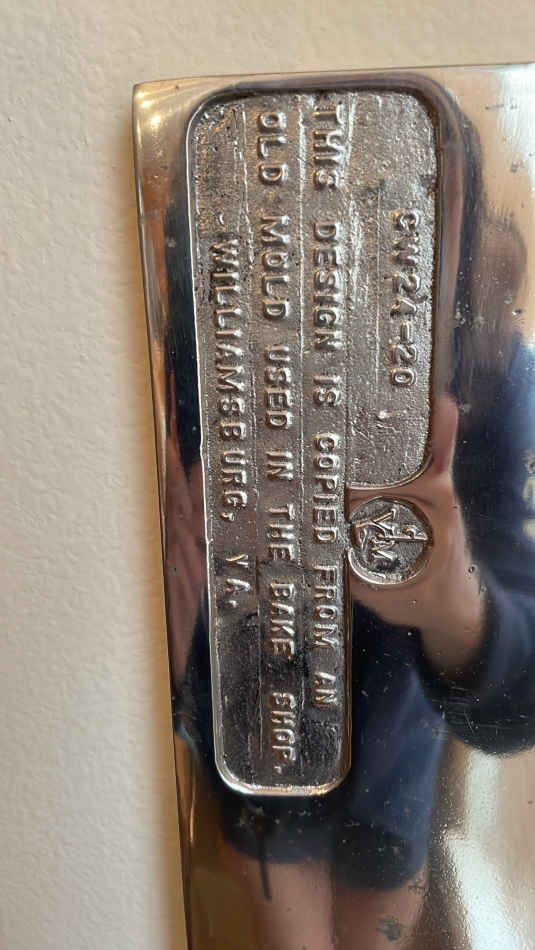 CW24-20
THIS DESIGN IS COPIED FROM AN
OLD MOLD USED IN THE BAKE SHOP.
WILLIAMSBURG, VA.